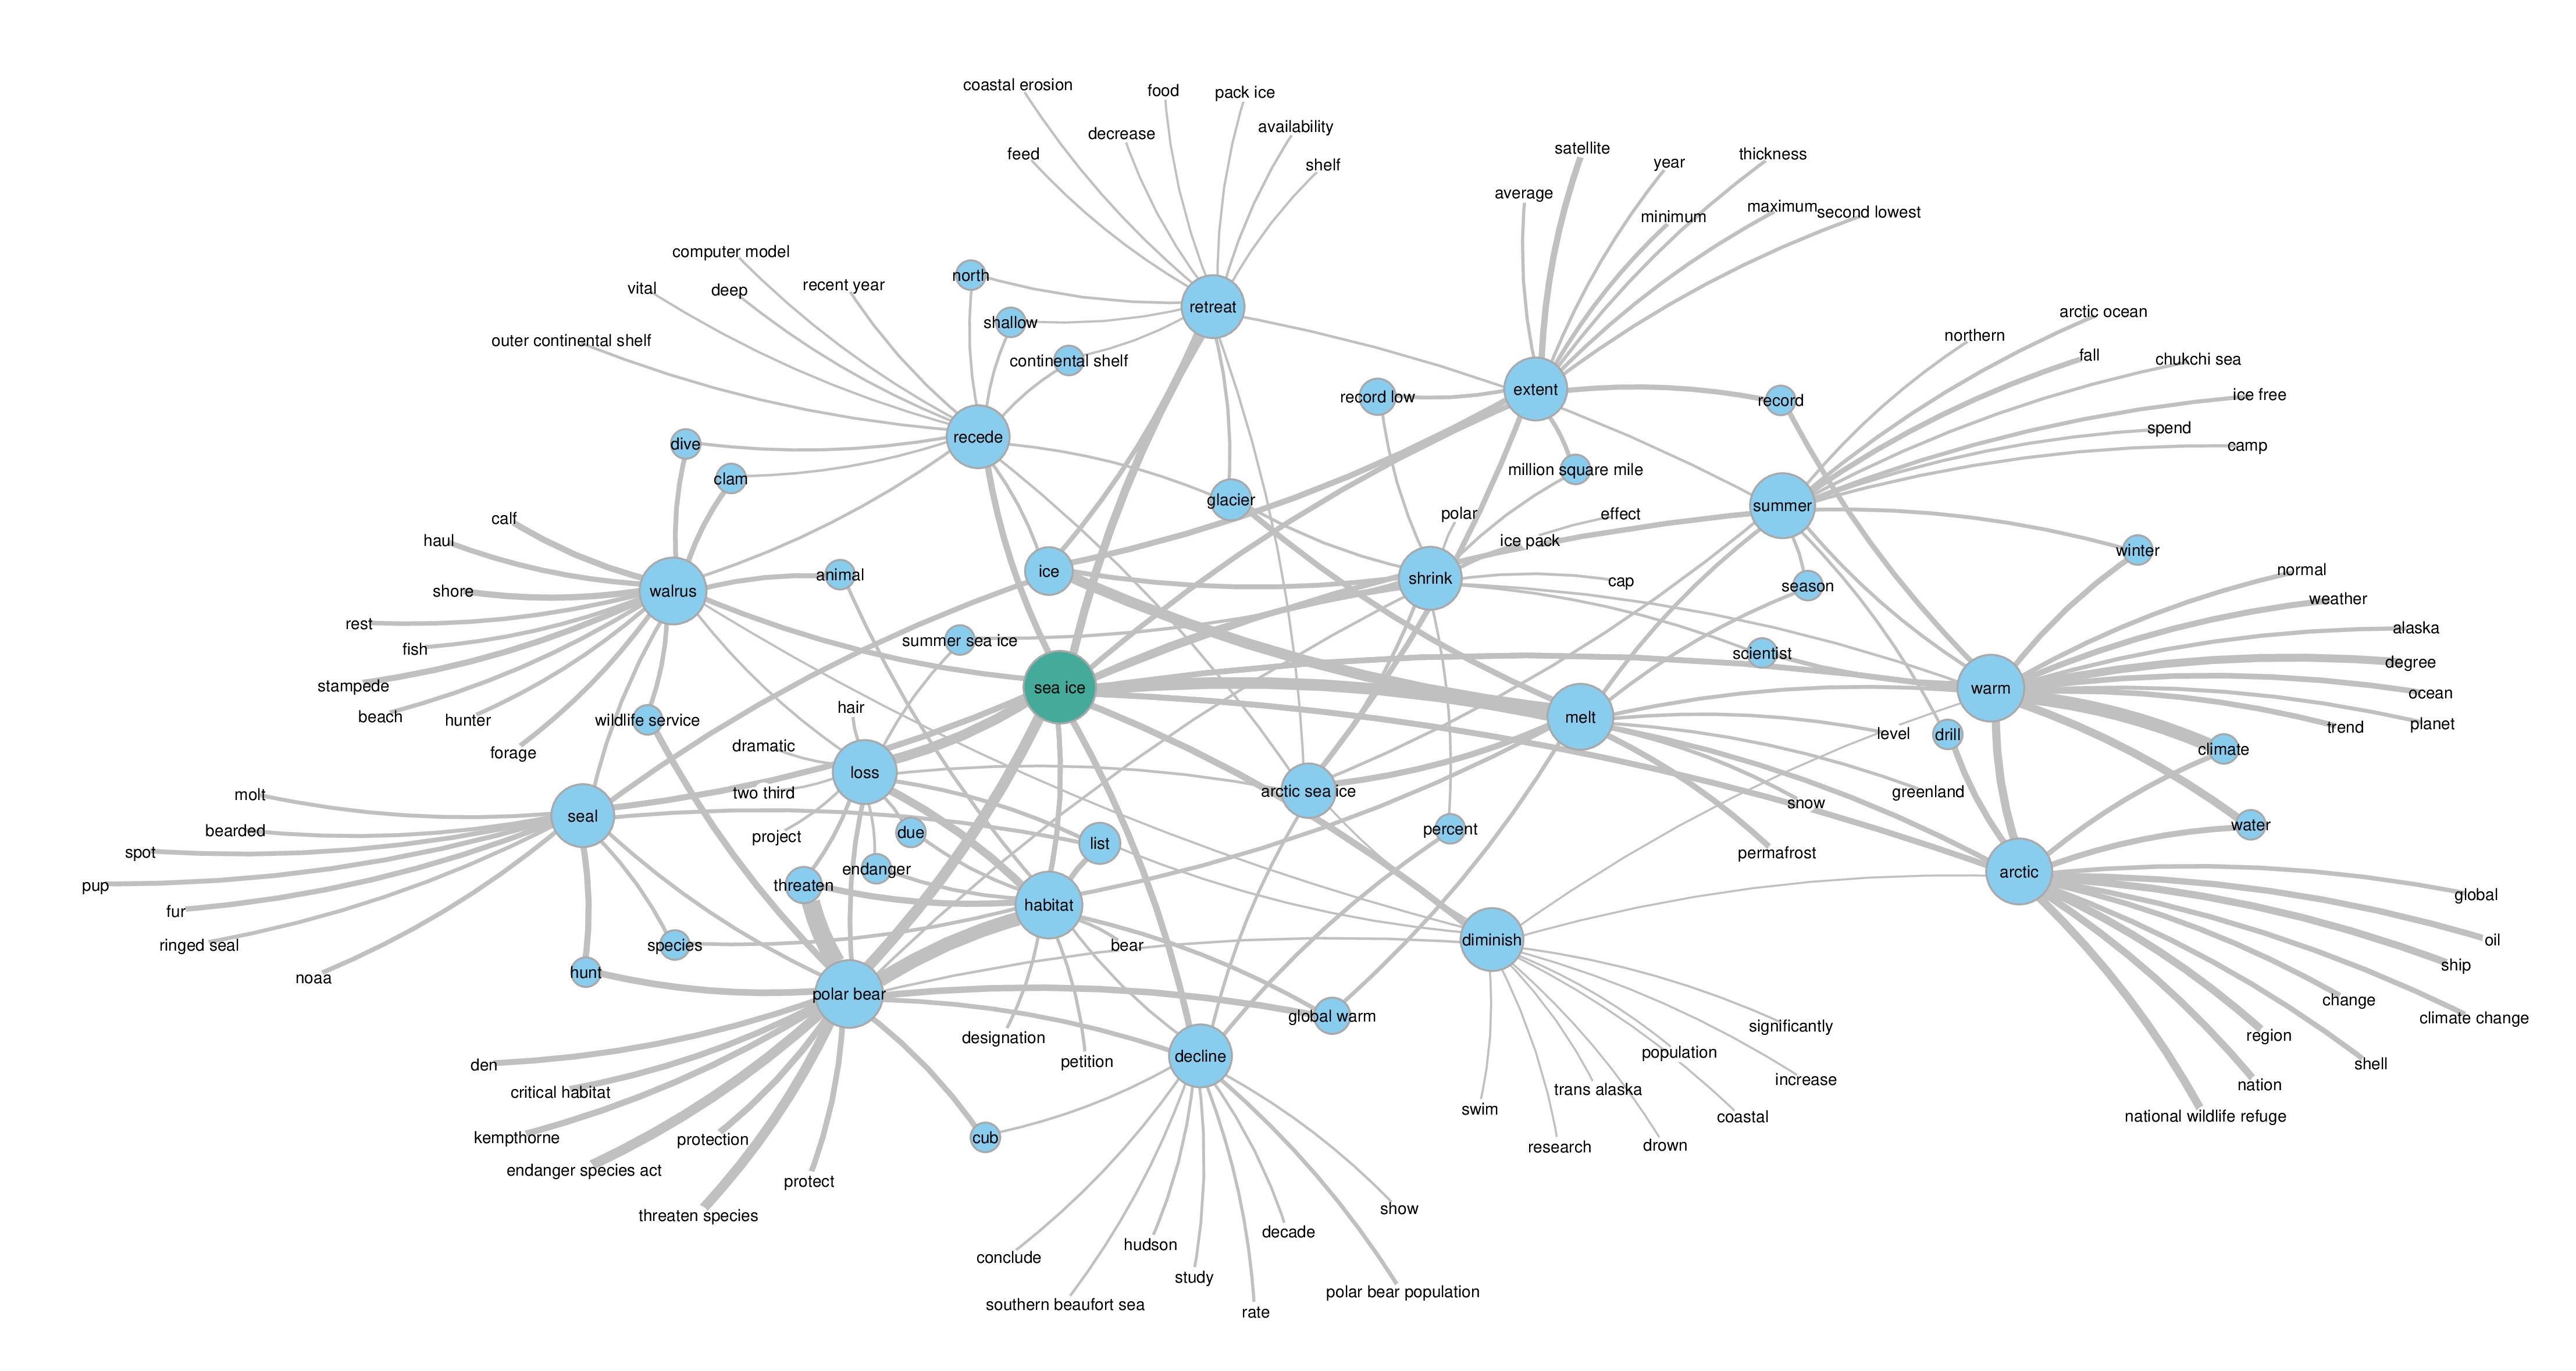 coastal erosion
food
pack ice
decrease
availability
feed
shelf
satellite
year
thickness
average
minimum
maximum
second lowest
computer model
vital
deep
recent year
north
retreat
outer continental shelf
shallow
continental shelf
arctic ocean
northern
fall
chukchi sea
ice free
spend
camp
record low
extent
record
recede
dive
clam
glacier
million square mile
summer
calf
haul
shore
rest
fish
stampede
beach
hunter
forage
walrus
animal
ice
polar
effect
ice pack
shrink
cap
season
winter
summer sea ice
scientist
normal
weather
alaska
degree
ocean
planet
trend
climate
warm
sea ice
wildlife service
hair
dramatic
loss
two third
project
melt
level
drill
greenland
snow
permafrost
arctic sea ice
percent
water
arctic
molt
bearded
spot
pup
fur
ringed seal
noaa
seal
due
list
endanger
threaten
habitat
species
hunt
bear
diminish
polar bear
global warm
global
oil
ship
change
climate change
region
shell
nation
national wildlife refuge
designation
petition
decline
den
critical habitat
kempthorne
protection
endanger species act
protect
threaten species
cub
significantly
population
increase
trans alaska
coastal
swim
research
drown
show
decade
hudson
conclude
study
polar bear population
southern beaufort sea
rate